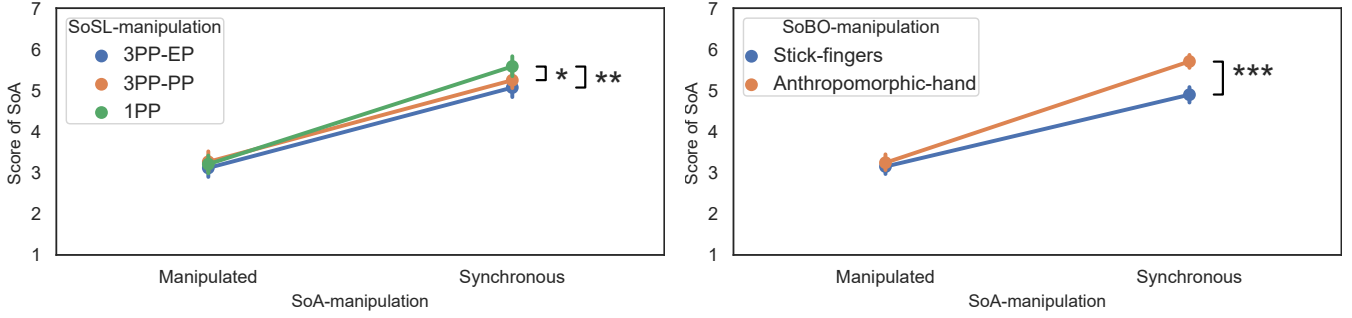 7
6
5
4
3
2
1
Score of SoA
SoSL-manipulation
3PP-EP
3PP-PP
1PP
*
**
Manipulated
Synchronous
SoA-manipulation
7
6
5
4
3
2
1
Score of SoA
SoBO-manipulation
Stick-fingers
Anthropomorphic-hand
***
Manipulated
Synchronous
SoA-manipulation